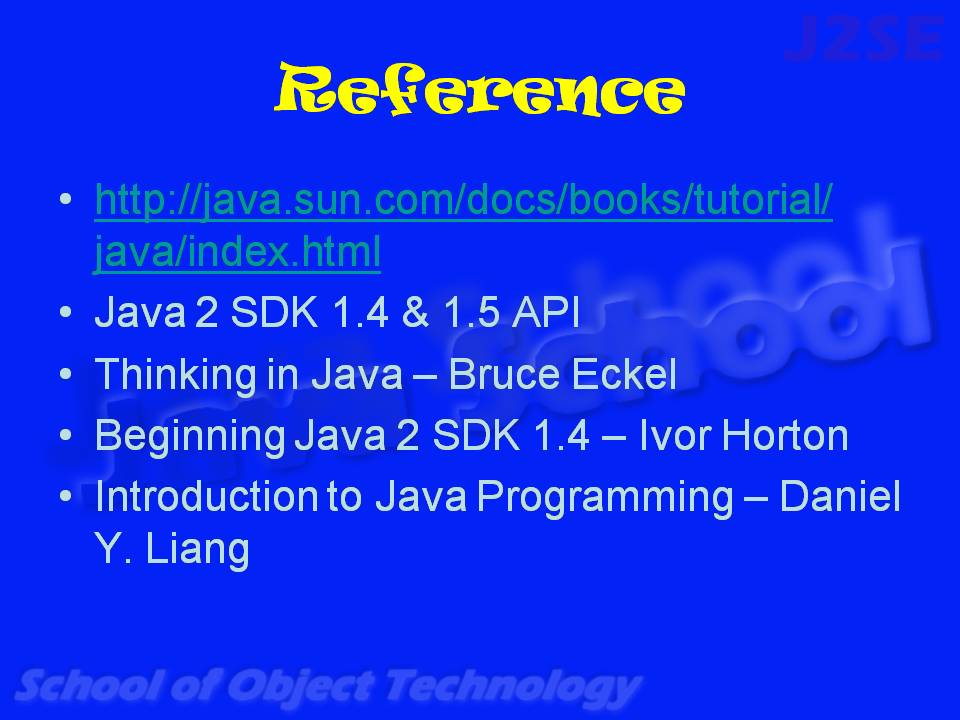 J2SE
Reference
• http://java.sun.com/docs/books/tutorial/
java/index.html
• Java 2 SDK 1.4 & 1.5 API
• Thinking in Java – Bruce Eckel
• Beginning Java 2 SDK 1.4 – Ivor Horton
• Introduction to Java Programming – Daniel
Y. Liang
Java School
School of Object Technology